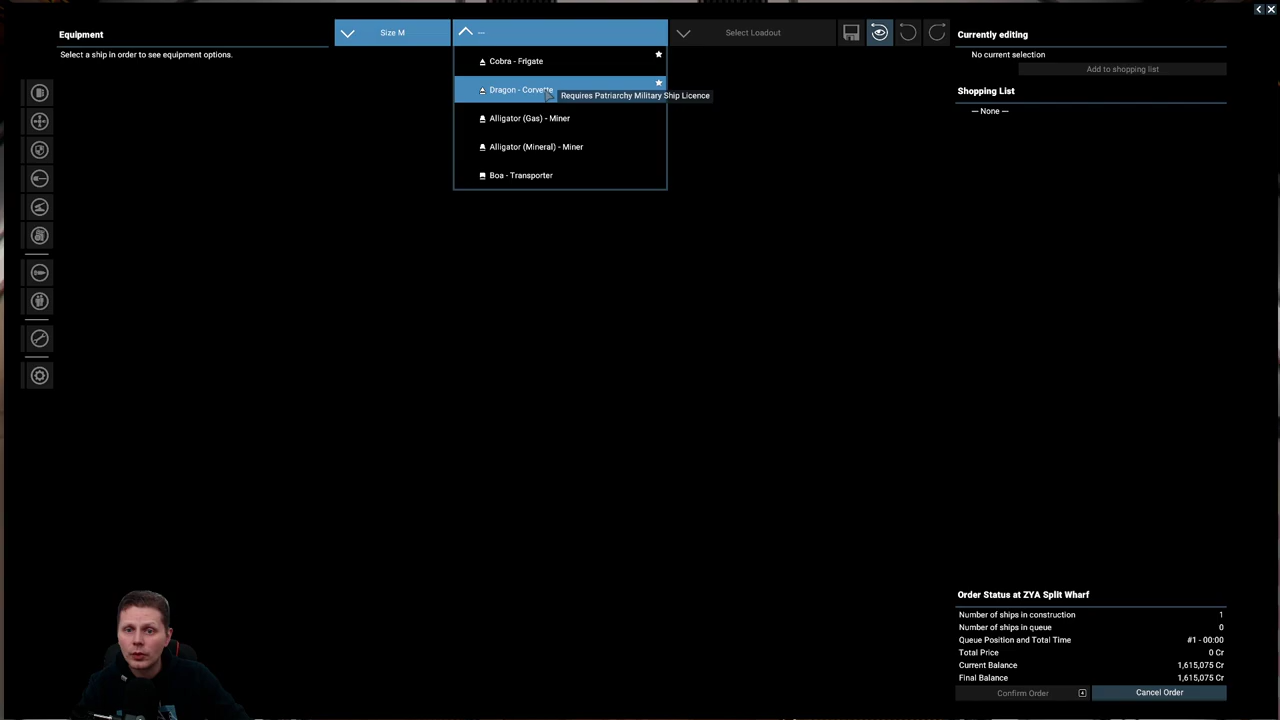 Equipment
Select a ship in order to see equipment options.
Size M
---
Select Loadout
Cobra - Frigate
Dragon - Corvette
Requires Patriarchy Military Ship Licence
Alligator (Gas) - Miner
Alligator (Mineral) - Miner
Boa - Transporter
Currently editing
No current selection
Add to shopping list
Shopping List
--- None ---
Order Status at ZYA Split Wharf
Number of ships in construction 1
Number of ships in queue 0
Queue Position and Total Time #1 - 00:00
Total Price 0 Cr
Current Balance 1,615,075 Cr
Final Balance 1,615,075 Cr
Confirm Order
Cancel Order